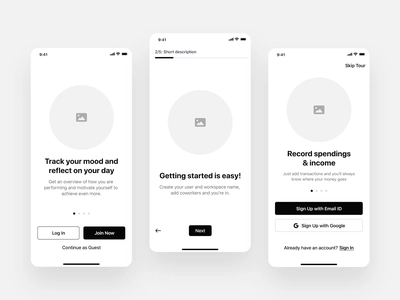 9:41
Track your mood and
reflect on your day
Get an overview of how you are
performing and motivate yourself to
achieve even more.
Log In
Join Now
Continue as Guest
9:41
2/5: Short description
Getting started is easy!
Create your user and workspace name,
add coworkers and you're in.
Next
9:41
Skip Tour
Record spendings
& income
Just add transactions and you'll always
know where your money goes
Sign Up with Email ID
Sign Up with Google
Already have an account? Sign In